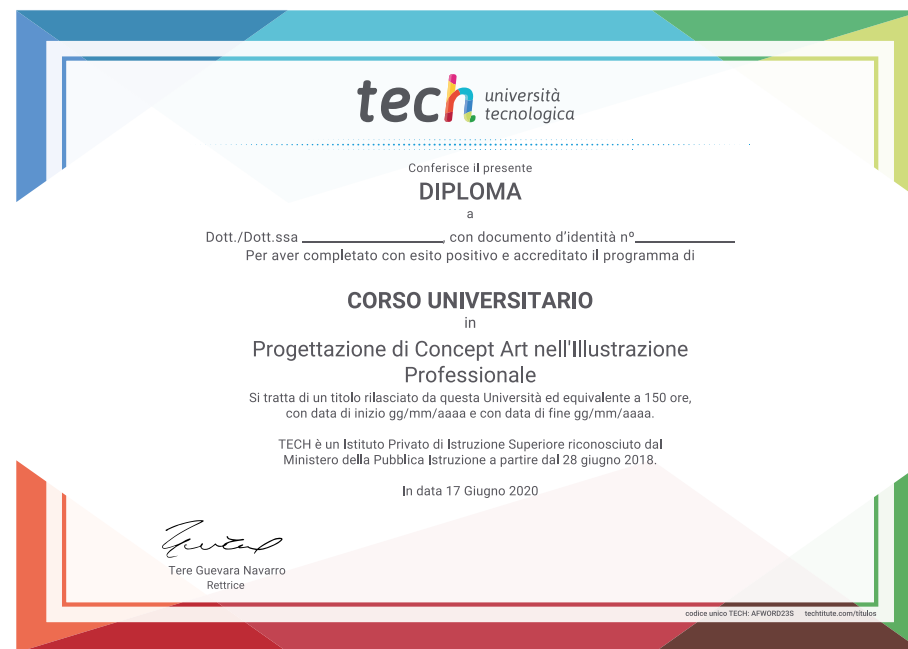 tech università
tecnologica
Conferisce il presente
DIPLOMA
a
Dott./Dott.ssa ____________________, con documento d'identità nº______________
Per aver completato con esito positivo e accreditato il programma di
CORSO UNIVERSITARIO
in
Progettazione di Concept Art nell'Illustrazione
Professionale
Si tratta di un titolo rilasciato da questa Università ed equivalente a 150 ore,
con data di inizio gg/mm/aaaa e con data di fine gg/mm/aaaa.
TECH è un Istituto Privato di Istruzione Superiore riconosciuto dal
Ministero della Pubblica Istruzione a partire dal 28 giugno 2018.
In data 17 Giugno 2020
Tere Guevara Navarro
Rettrice
codice unico TECH: AFWORD23S techtitute.com/titulos